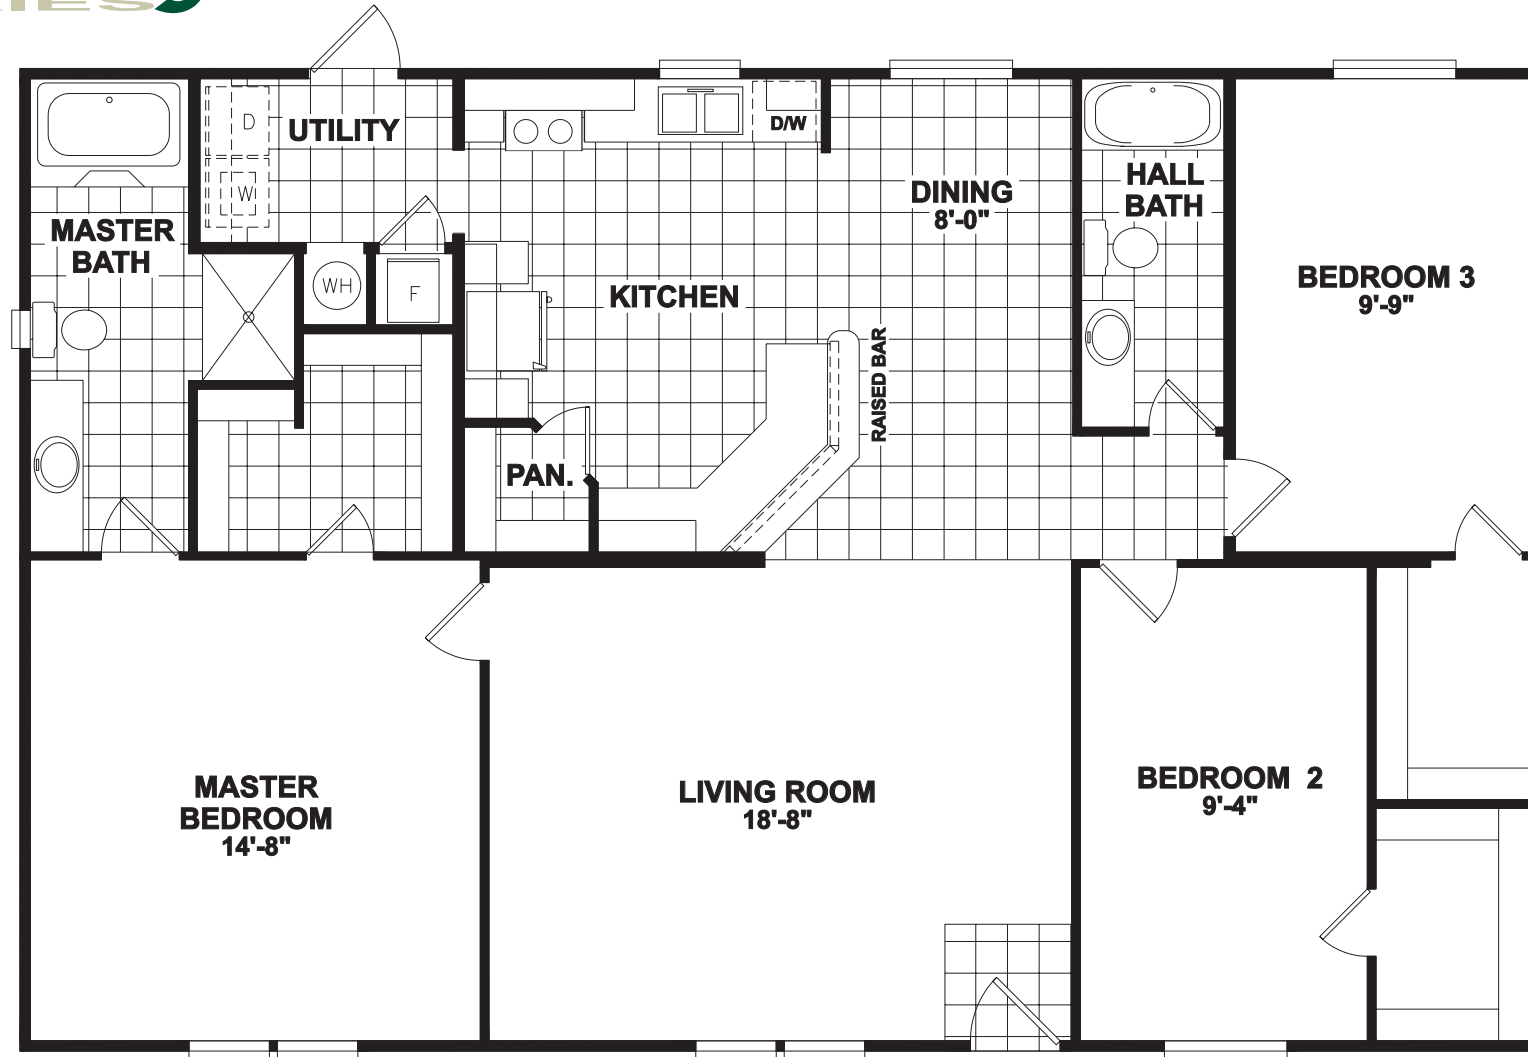 IES
D
UTILITY
D/W
W
HALL
BATH
DINING
8'-0"
MASTER
BATH
BEDROOM 3
9'-9"
WH
F
KITCHEN
RAISED BAR
PAN.
MASTER
BEDROOM
14'-8"
LIVING ROOM
18'-8"
BEDROOM 2
9'-4"